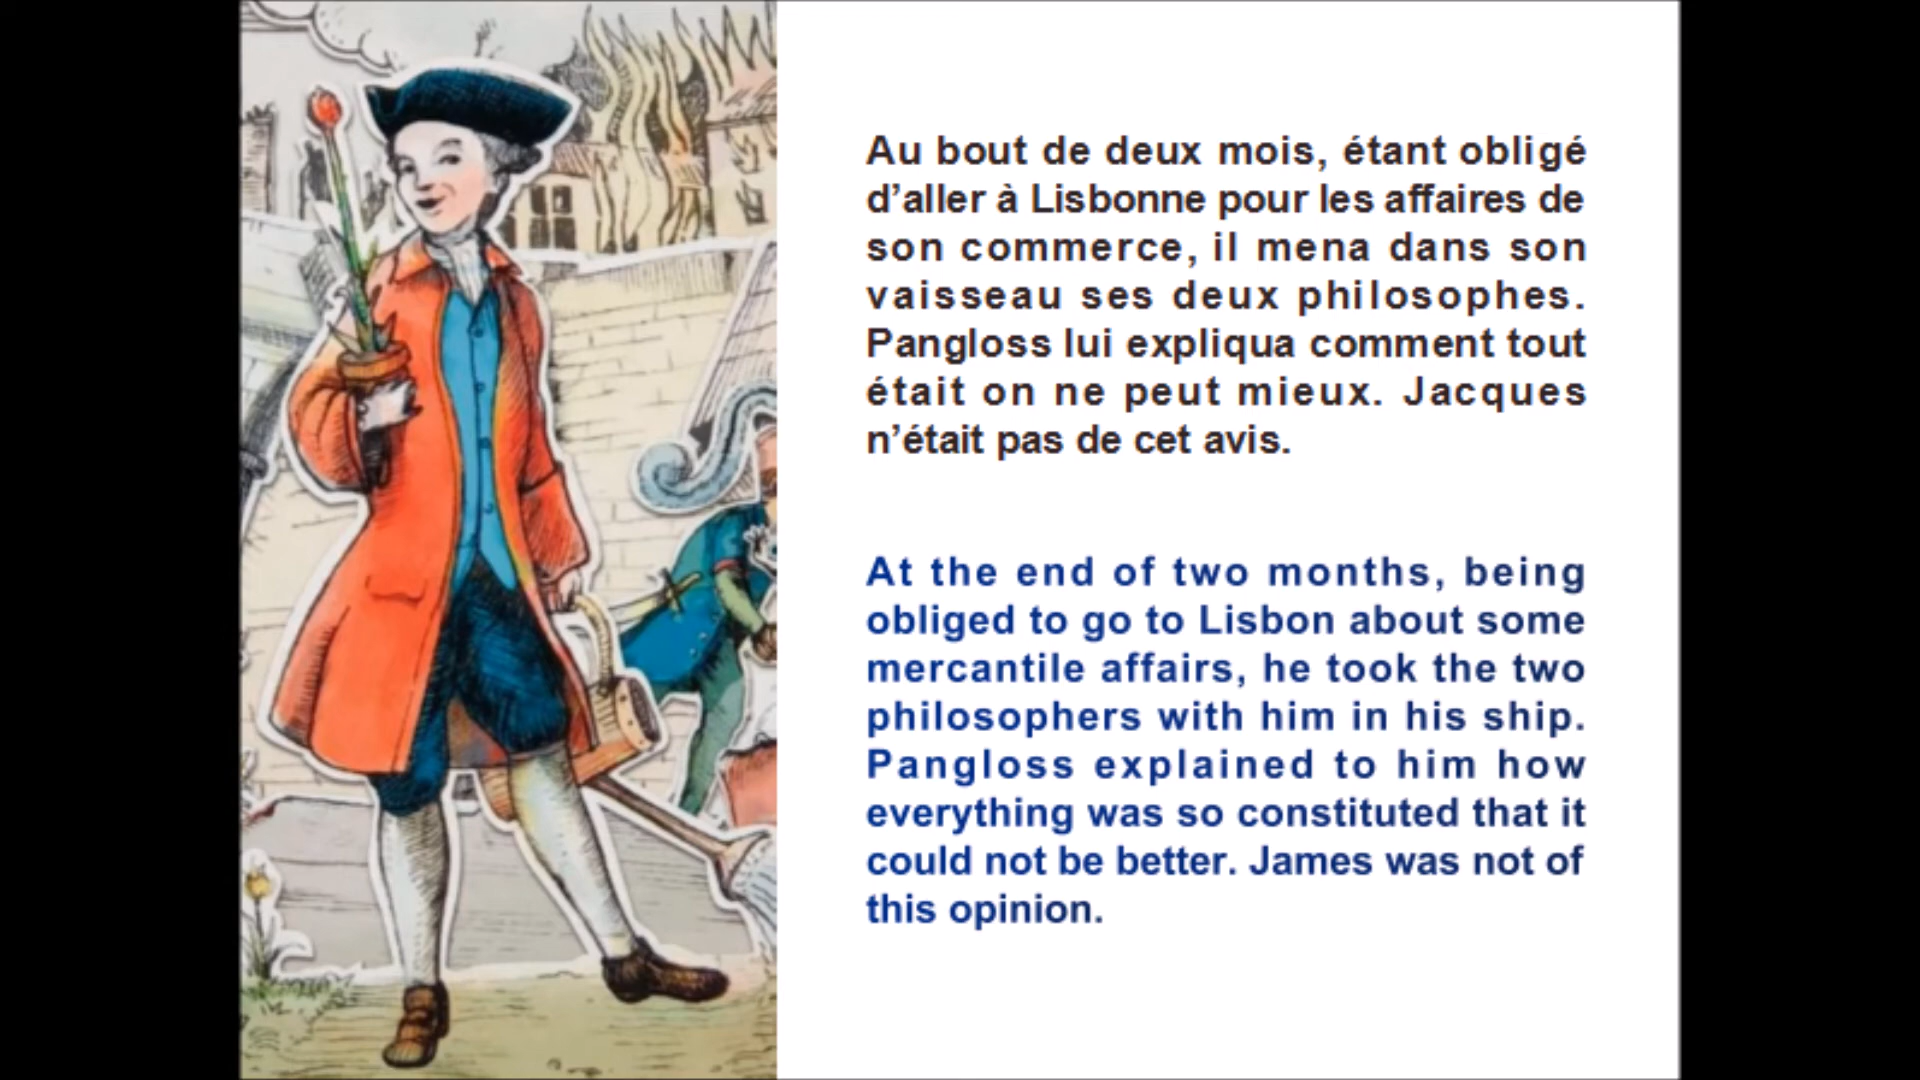 Au bout de deux mois, étant obligé
d’aller à Lisbonne pour les affaires de
son commerce, il mena dans son
vaisseau ses deux philosophes.
Pangloss lui expliqua comment tout
était on ne peut mieux. Jacques
n’était pas de cet avis.
At the end of two months, being
obliged to go to Lisbon about some
mercantile affairs, he took the two
philosophers with him in his ship.
Pangloss explained to him how
everything was so constituted that it
could not be better. James was not of
this opinion.